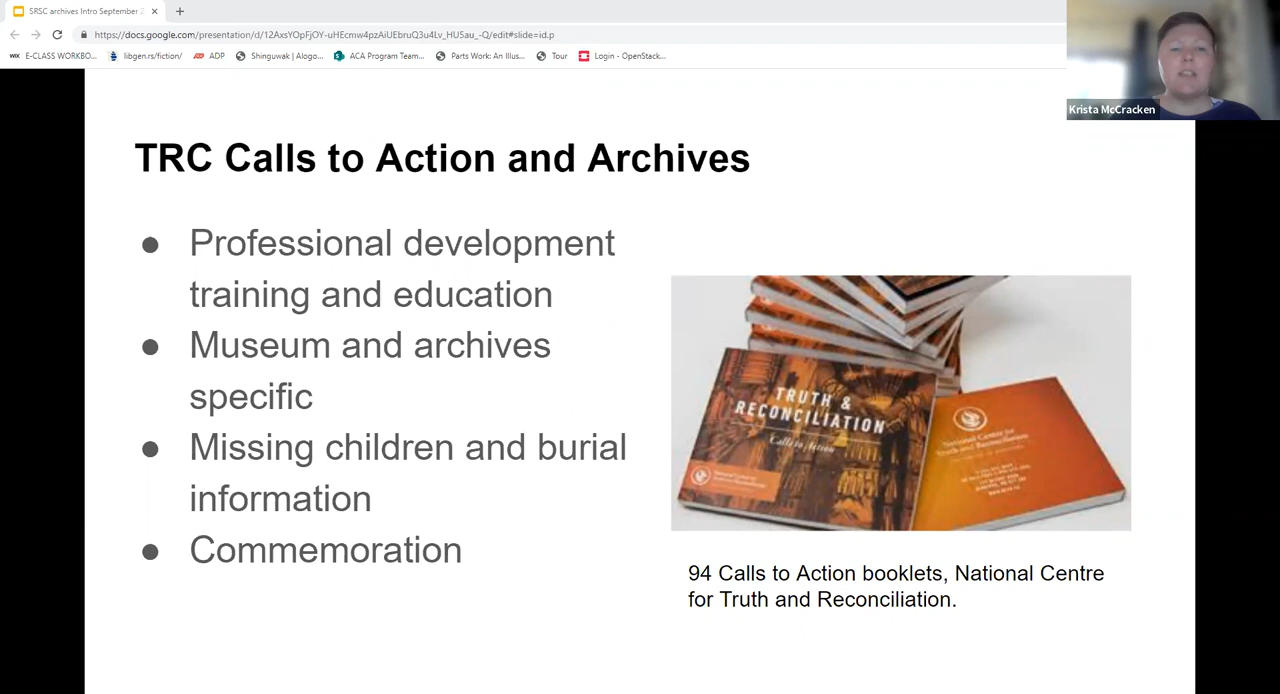 SRSC archives Intro September 2
https://docs.google.com/presentation/d/12AxsYOpFjOY-uHEcmw4pzAiUEbruQ3u4Lv_HUSau_-Q/edit#slide=id.p
WIX E-CLASS WORKBO... libgen.rs/fiction/ ADP Shinguwak | Alogo... ACA Program Team... Parts Work: An Illus... Tour Login - OpenStack...
Krista McCracken
TRC Calls to Action and Archives
● Professional development
training and education
● Museum and archives
specific
● Missing children and burial
information
● Commemoration
TRUTH &
RECONCILIATION
Calls to Action
National Centre for
Truth and Reconciliation
94 Calls to Action booklets, National Centre
for Truth and Reconciliation.